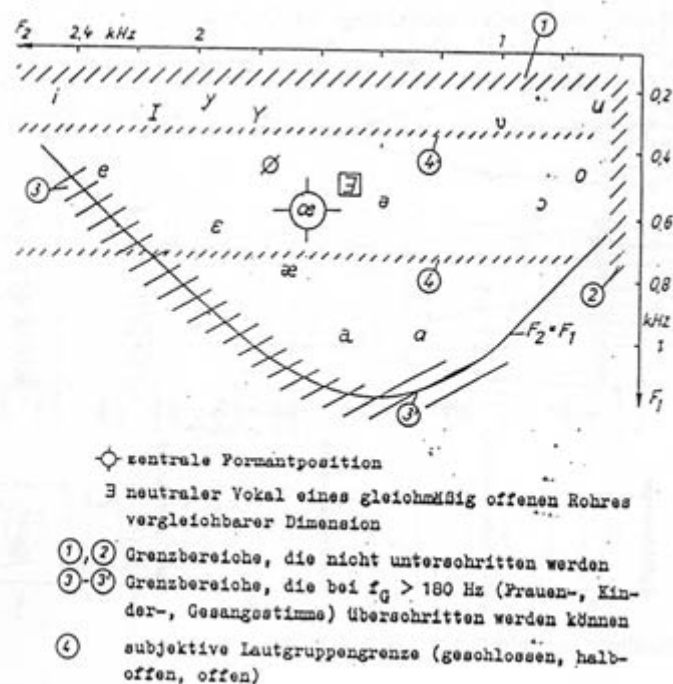 F₂ 2,4 kHz 2 1 ①
0,2
i I y Y ʊ u
④
0,4
③ e ø ∃ o
œ ə ɔ
0,6
ɛ
æ ④ ②
0,8
kHz
a ɑ F₂=F₁
1
③' F₁
zentrale Formantposition
∃ neutraler Vokal eines gleichmäßig offenen Rohres
vergleichbarer Dimension
①,② Grenzbereiche, die nicht unterschritten werden
③-③' Grenzbereiche, die bei f_G > 180 Hz (Frauen-, Kin-
der-, Gesangsstimme) überschritten werden können
④ subjektive Lautgruppengrenze (geschlossen, halb-
offen, offen)